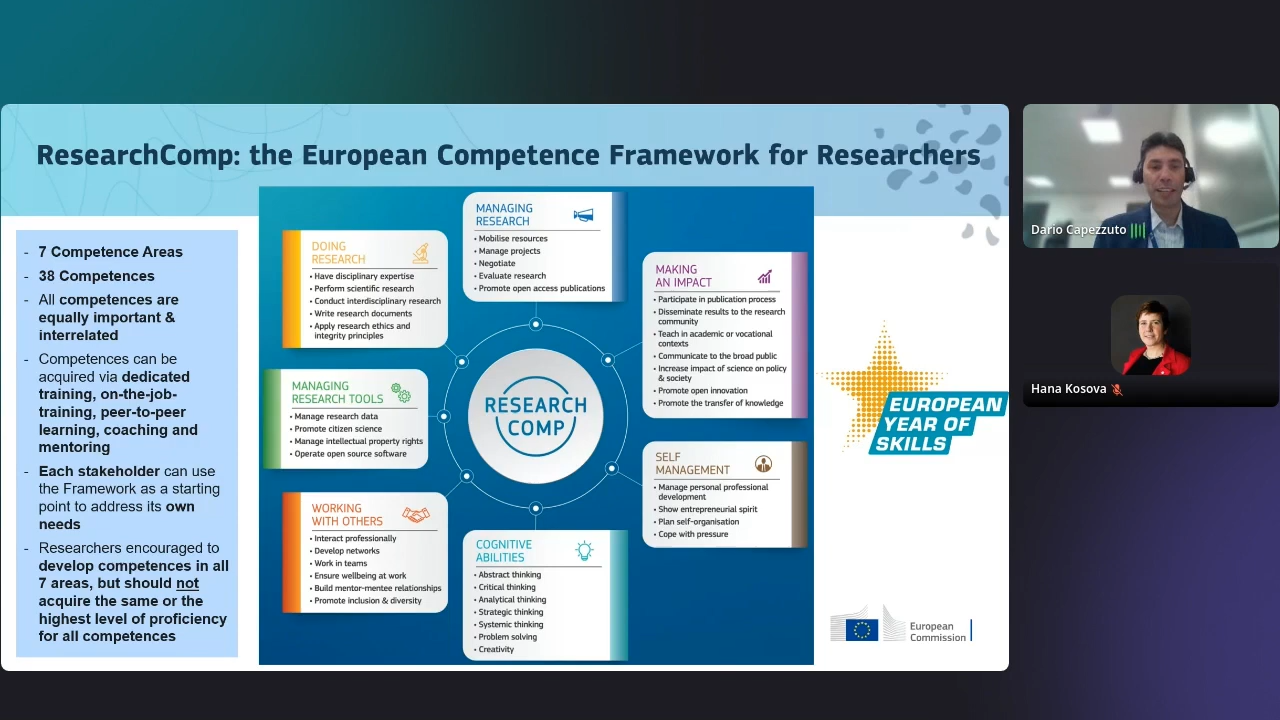 ResearchComp: the European Competence Framework for Researchers
- 7 Competence Areas
- 38 Competences
- All competences are
equally important &
interrelated
- Competences can be
acquired via dedicated
training, on-the-job-
training, peer-to-peer
learning, coaching and
mentoring
- Each stakeholder can use
the Framework as a starting
point to address its own
needs
- Researchers encouraged to
develop competences in all
7 areas, but should not
acquire the same or the
highest level of proficiency
for all competences
DOING
RESEARCH
• Have disciplinary expertise
• Perform scientific research
• Conduct interdisciplinary research
• Write research documents
• Apply research ethics and
integrity principles
MANAGING
RESEARCH
• Mobilise resources
• Manage projects
• Negotiate
• Evaluate research
• Promote open access publications
MAKING
AN IMPACT
• Participate in publication process
• Disseminate results to the research
community
• Teach in academic or vocational
contexts
• Communicate to the broad public
• Increase impact of science on policy
& society
• Promote open innovation
• Promote the transfer of knowledge
MANAGING
RESEARCH TOOLS
• Manage research data
• Promote citizen science
• Manage intellectual property rights
• Operate open source software
RESEARCH
COMP
SELF
MANAGEMENT
• Manage personal professional
development
• Show entrepreneurial spirit
• Plan self-organisation
• Cope with pressure
WORKING
WITH OTHERS
• Interact professionally
• Develop networks
• Work in teams
• Ensure wellbeing at work
• Build mentor-mentee relationships
• Promote inclusion & diversity
COGNITIVE
ABILITIES
• Abstract thinking
• Critical thinking
• Analytical thinking
• Strategic thinking
• Systemic thinking
• Problem solving
• Creativity
EUROPEAN
YEAR OF
SKILLS
European
Commission
Dario Capezzuto
Hana Kosova